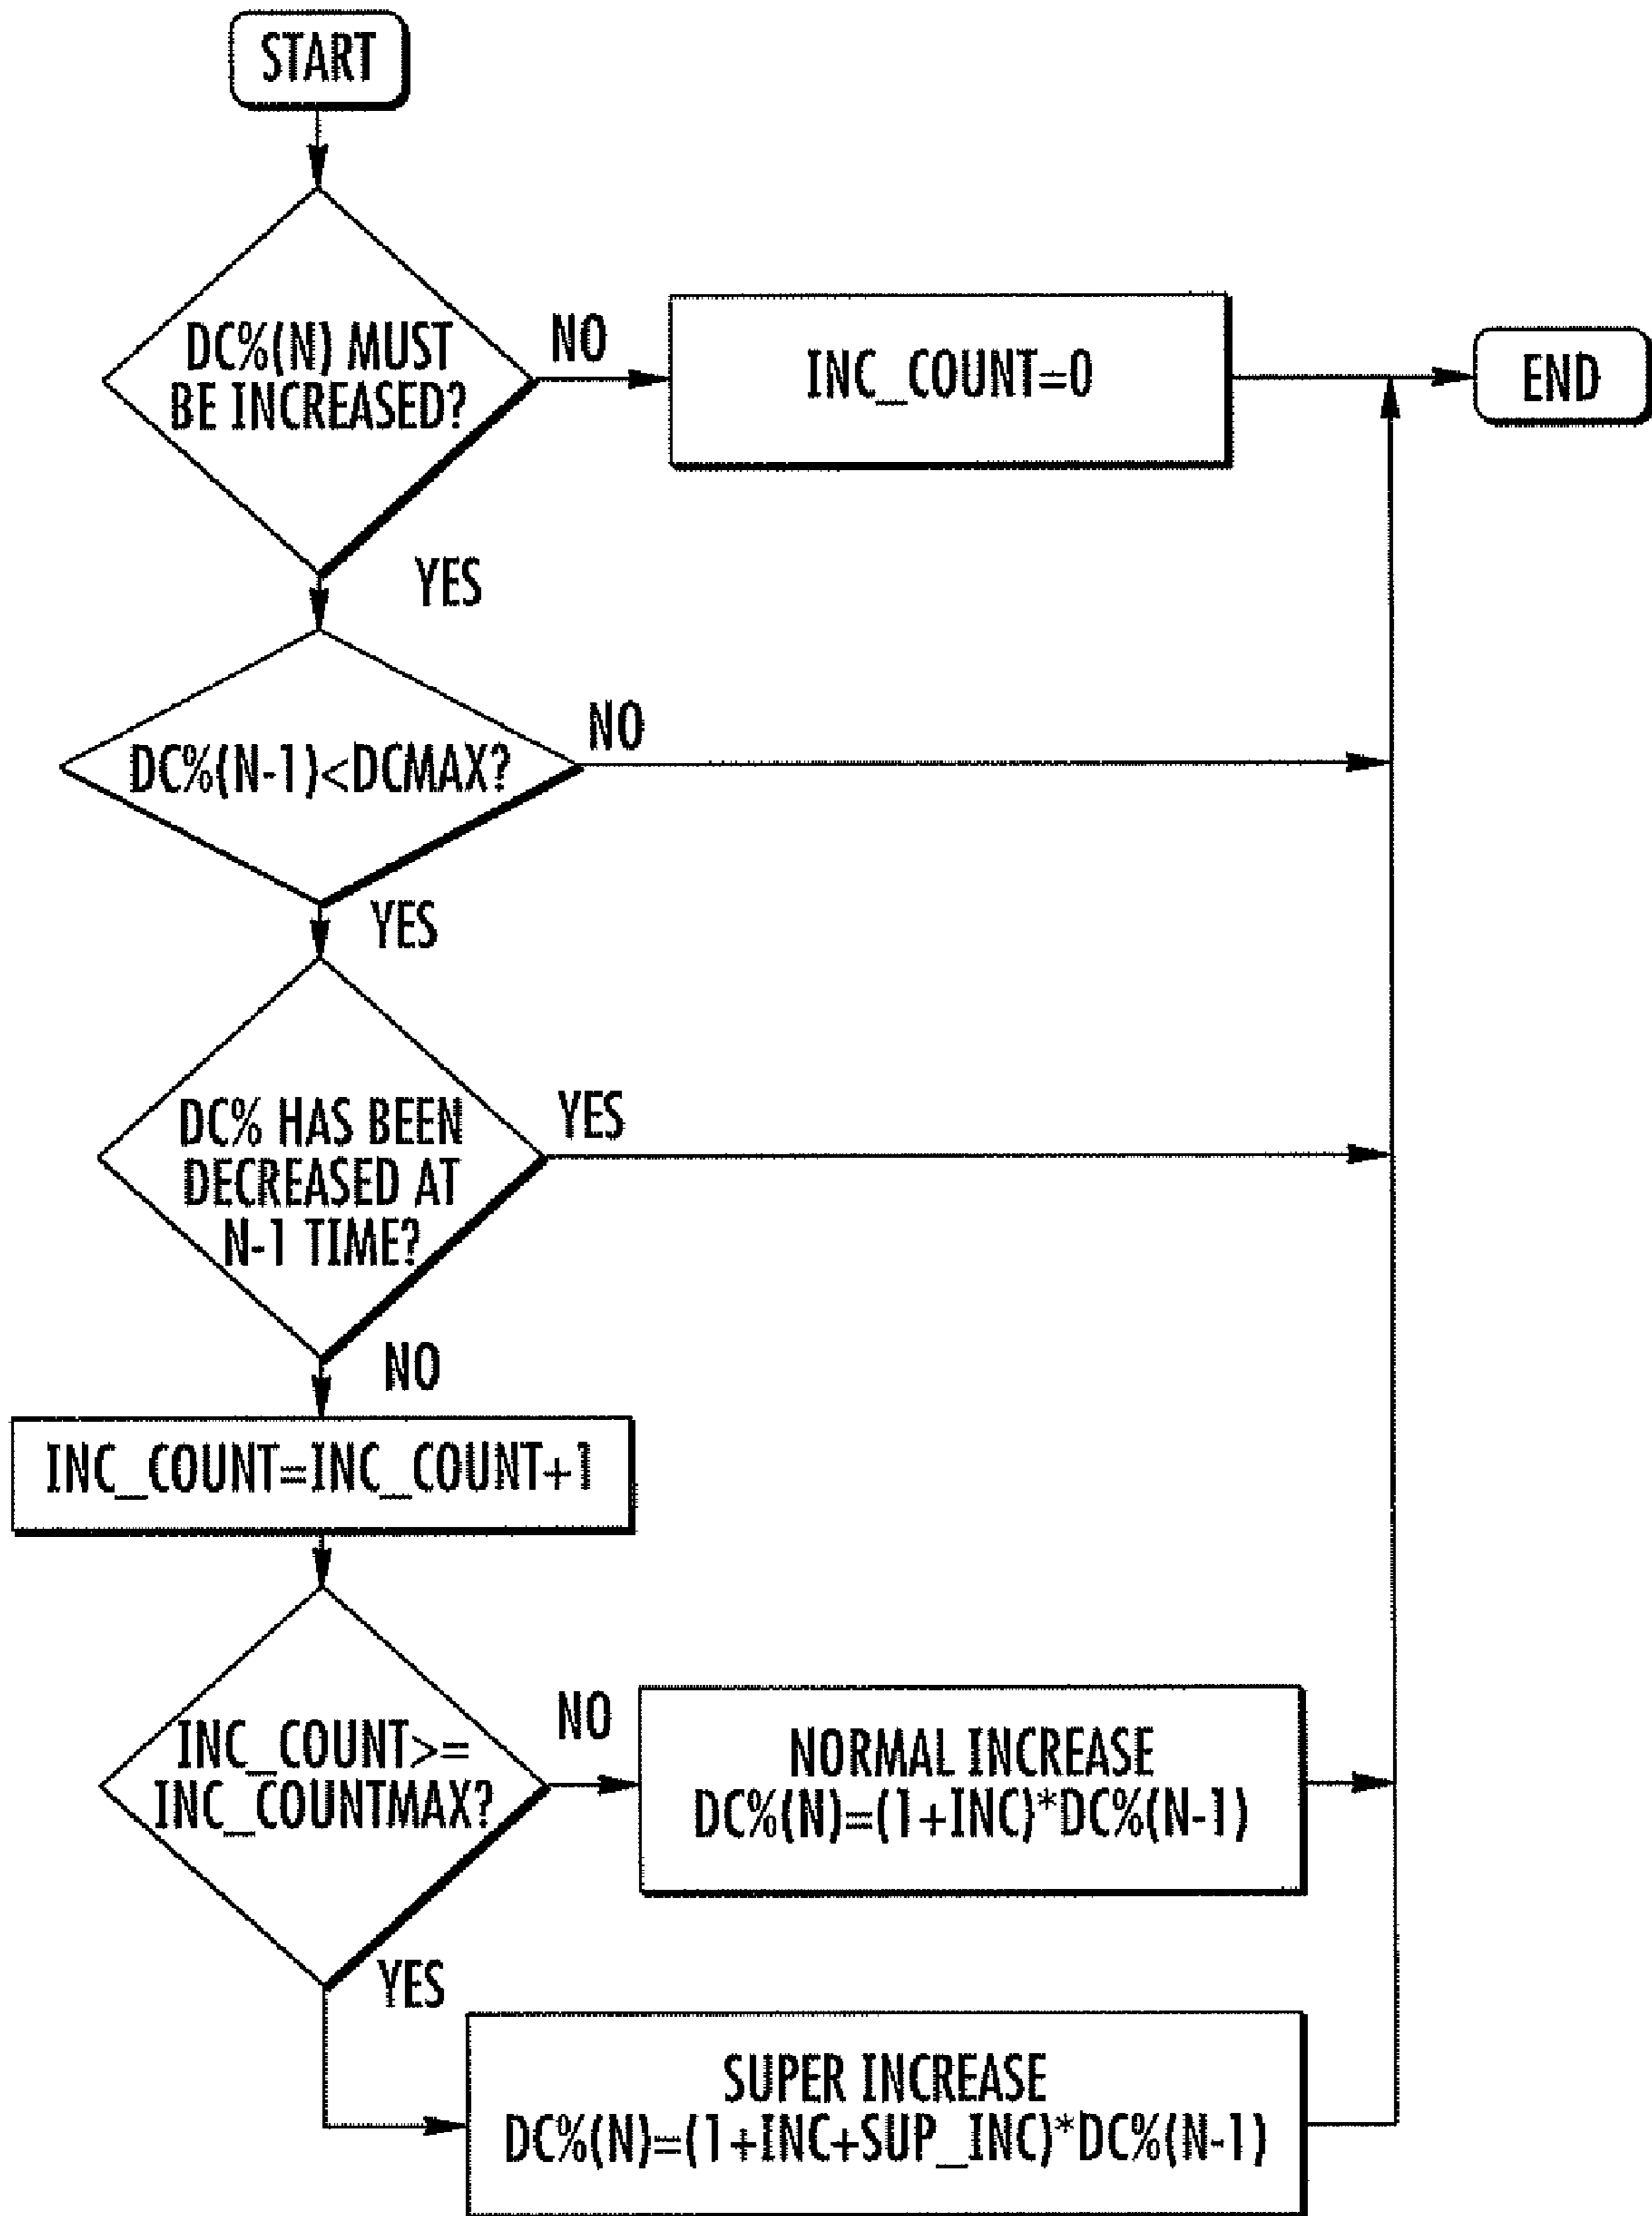 START
DC%(N) MUST
BE INCREASED?
NO
INC_COUNT=0
END
YES
DC%(N-1)<DCMAX?
NO
YES
DC% HAS BEEN
DECREASED AT
N-1 TIME?
YES
NO
INC_COUNT=INC_COUNT+1
INC_COUNT>=
INC_COUNTMAX?
NO
NORMAL INCREASE
DC%(N)=(1+INC)*DC%(N-1)
YES
SUPER INCREASE
DC%(N)=(1+INC+SUP_INC)*DC%(N-1)